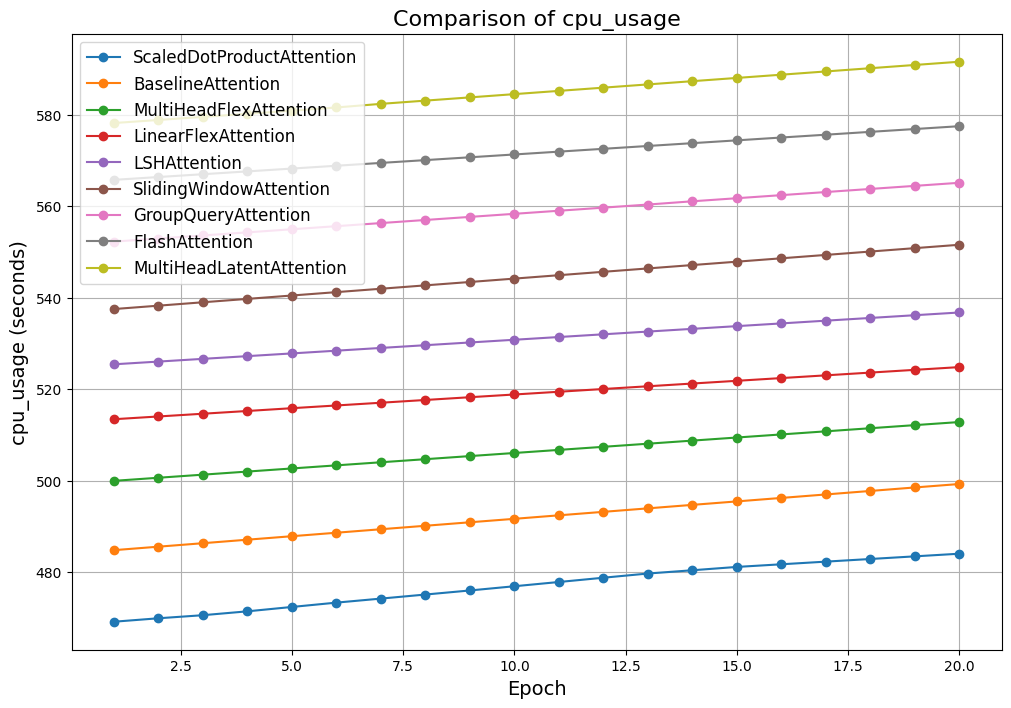 Comparison of cpu_usage
ScaledDotProductAttention
BaselineAttention
MultiHeadFlexAttention
LinearFlexAttention
LSHAttention
SlidingWindowAttention
GroupQueryAttention
FlashAttention
MultiHeadLatentAttention
cpu_usage (seconds)
580
560
540
520
500
480
2.5 5.0 7.5 10.0 12.5 15.0 17.5 20.0
Epoch